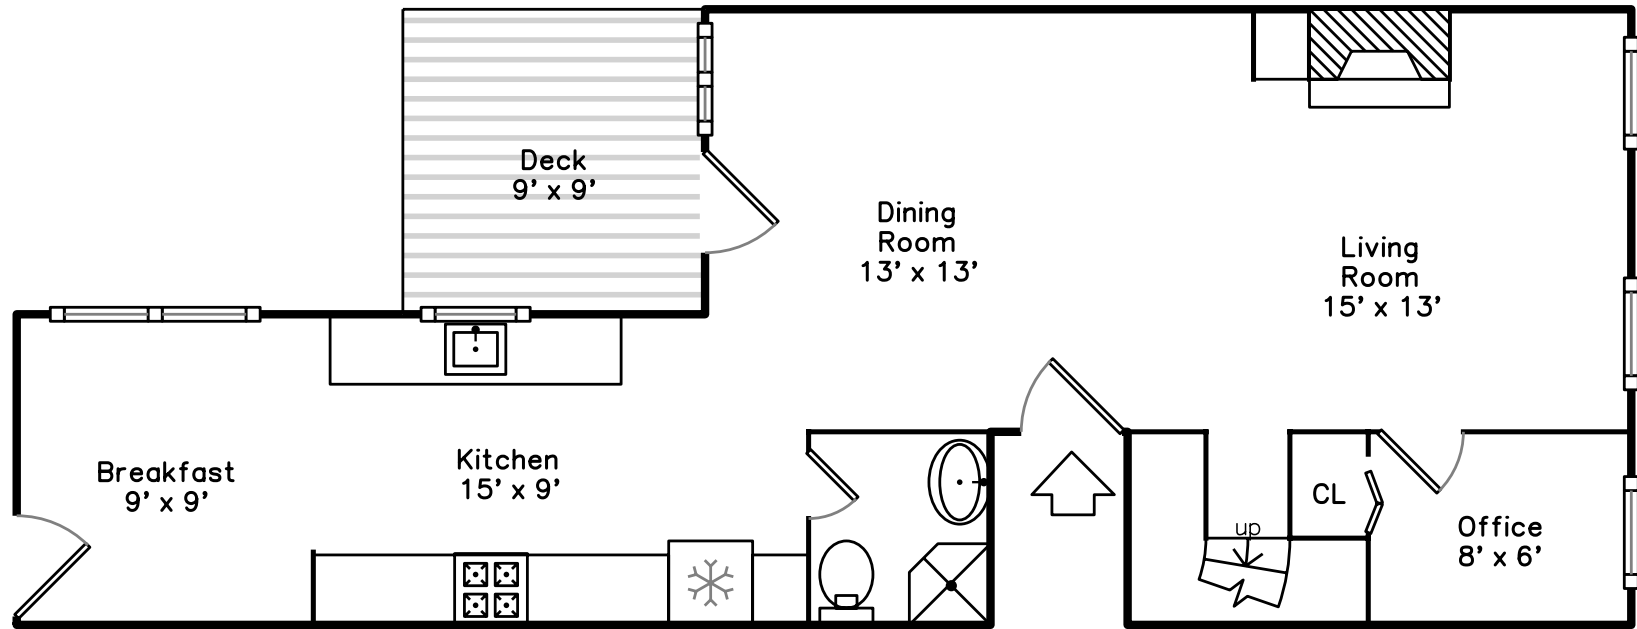 Deck
9' x 9'
Dining
Room
13' x 13'
Living
Room
15' x 13'
Breakfast
9' x 9'
Kitchen
15' x 9'
CL
up
Office
8' x 6'